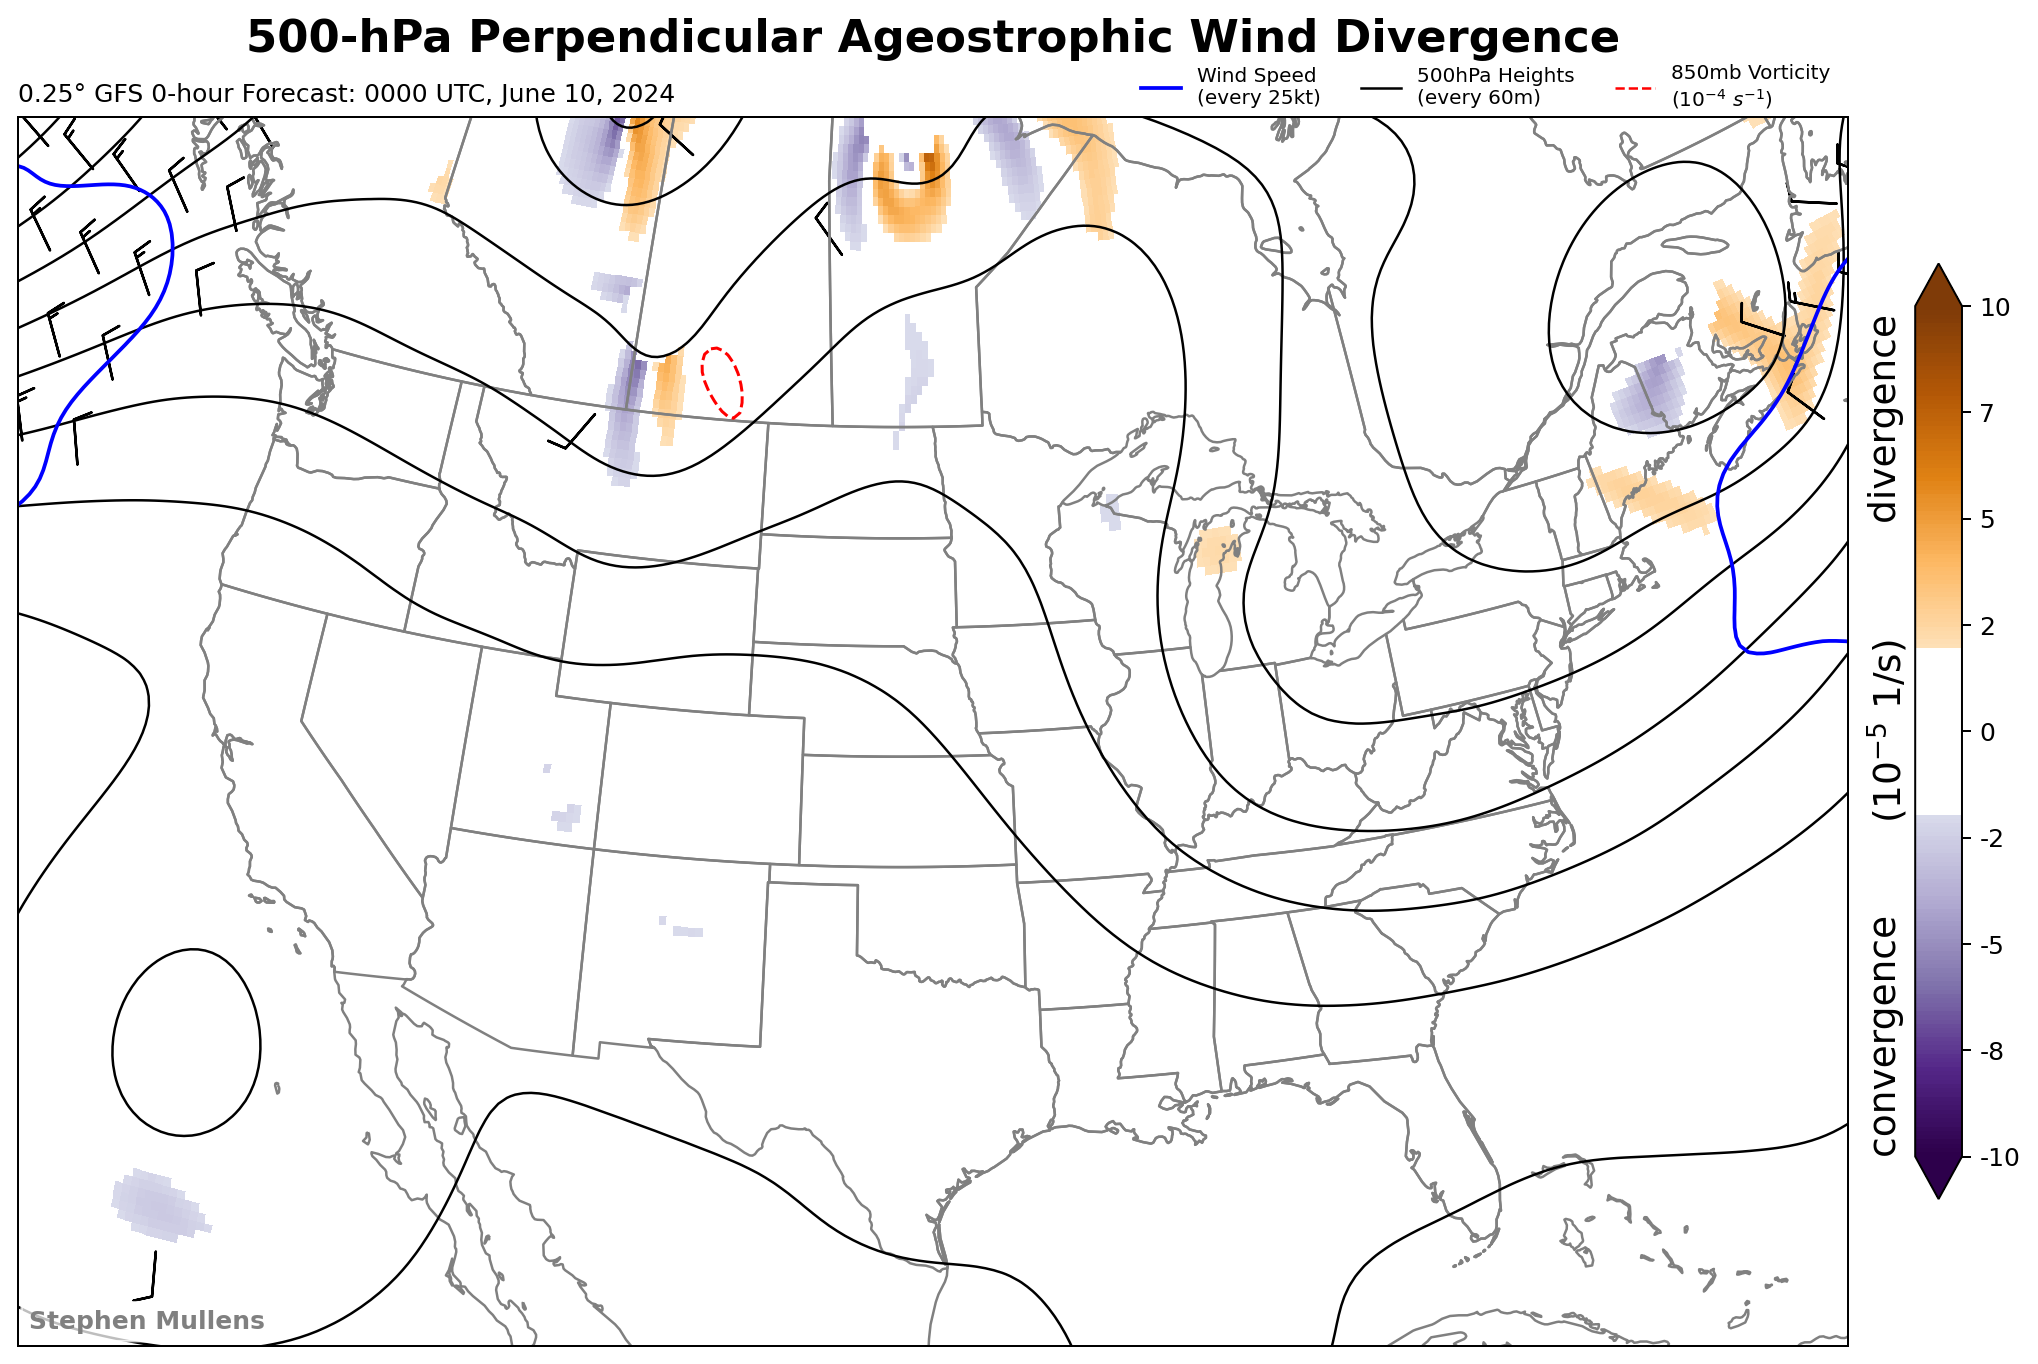 500-hPa Perpendicular Ageostrophic Wind Divergence
0.25° GFS 0-hour Forecast: 0000 UTC, June 10, 2024
Wind Speed
(every 25kt)
500hPa Heights
(every 60m)
850mb Vorticity
(10⁻⁴ s⁻¹)
10
7
5
2
0
-2
-5
-8
-10
convergence (10⁻⁵ 1/s) divergence
Stephen Mullens